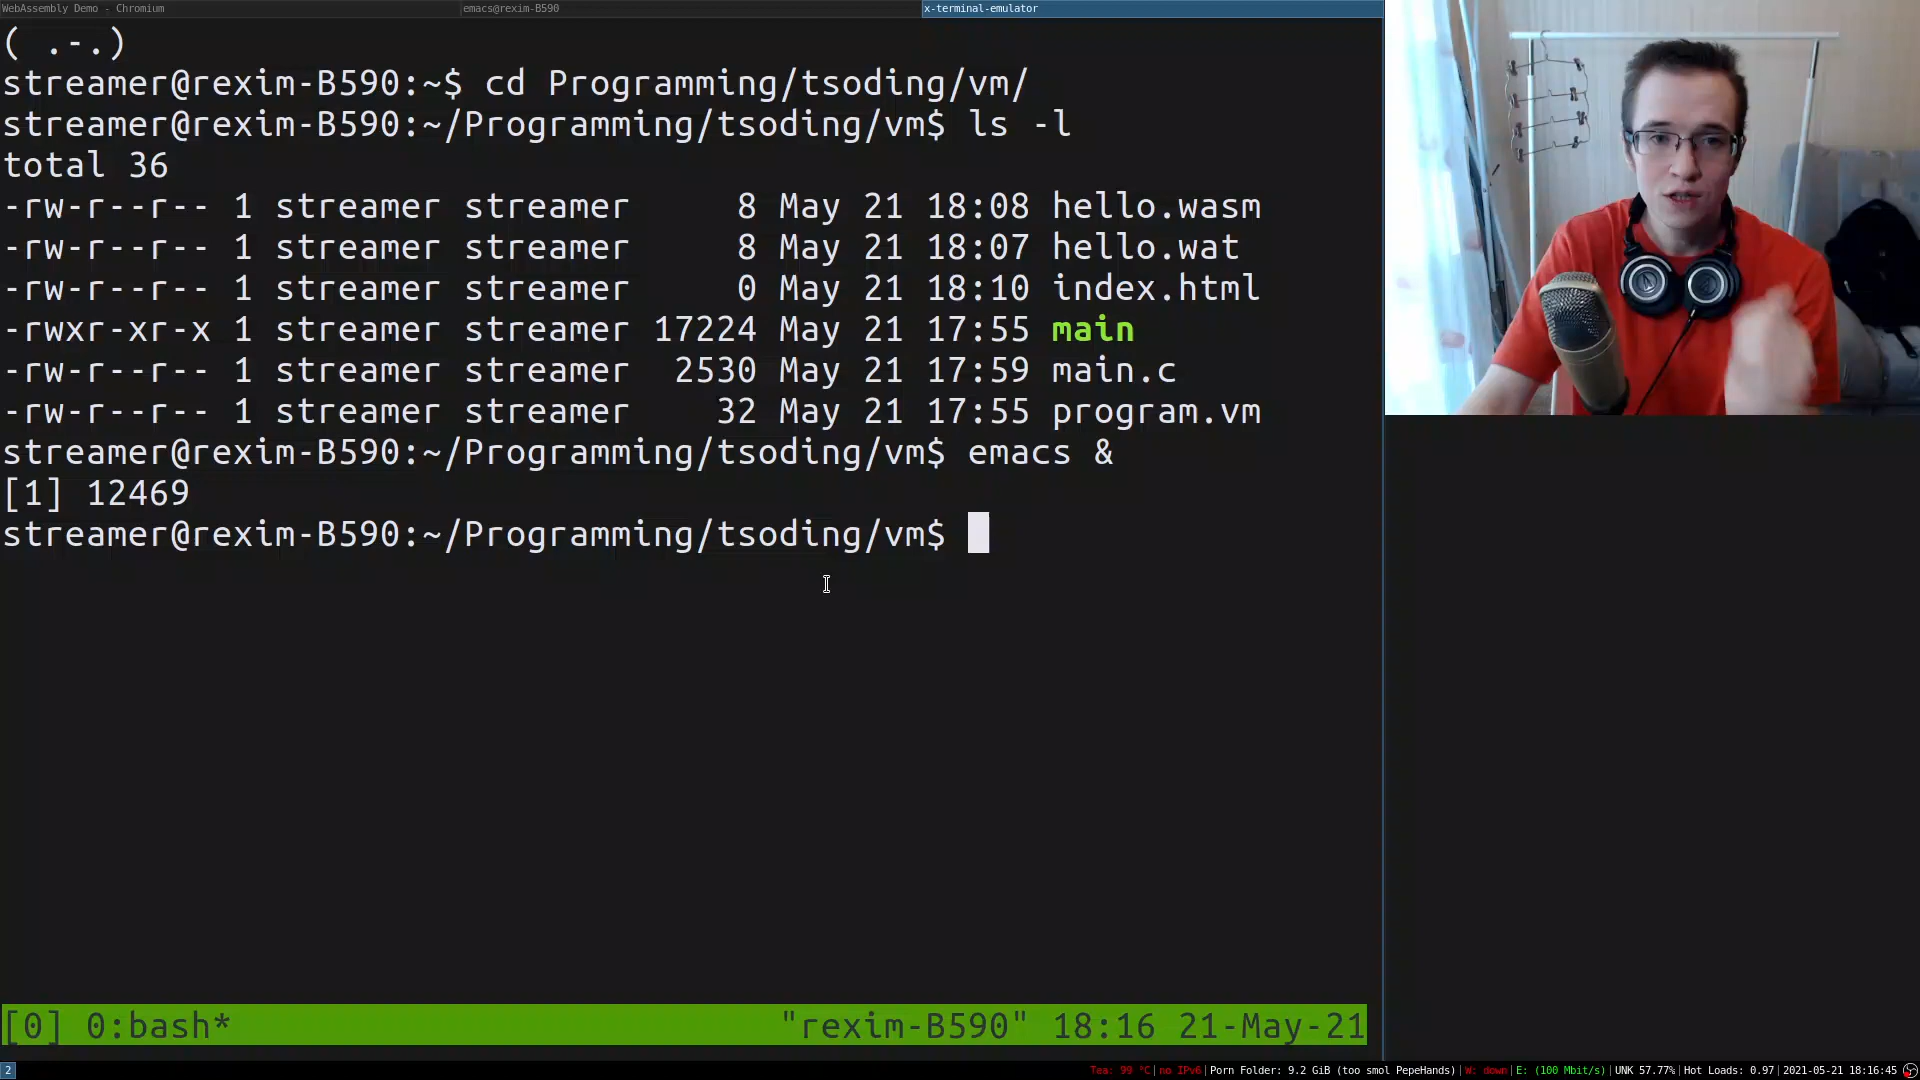 WebAssembly Demo - Chromium
emacs@rexim-B590
x-terminal-emulator
( .-.)
streamer@rexim-B590:~$ cd Programming/tsoding/vm/
streamer@rexim-B590:~/Programming/tsoding/vm$ ls -l
total 36
-rw-r--r-- 1 streamer streamer     8 May 21 18:08 hello.wasm
-rw-r--r-- 1 streamer streamer     8 May 21 18:07 hello.wat
-rw-r--r-- 1 streamer streamer     0 May 21 18:10 index.html
-rwxr-xr-x 1 streamer streamer 17224 May 21 17:55 main
-rw-r--r-- 1 streamer streamer  2530 May 21 17:59 main.c
-rw-r--r-- 1 streamer streamer    32 May 21 17:55 program.vm
streamer@rexim-B590:~/Programming/tsoding/vm$ emacs &
[1] 12469
streamer@rexim-B590:~/Programming/tsoding/vm$
[0] 0:bash* "rexim-B590" 18:16 21-May-21
2 Tea: 99 °C|no IPv6|Porn Folder: 9.2 GiB (too smol PepeHands)|W: down|E: (100 Mbit/s)|UNK 57.77%|Hot Loads: 0.97|2021-05-21 18:16:45